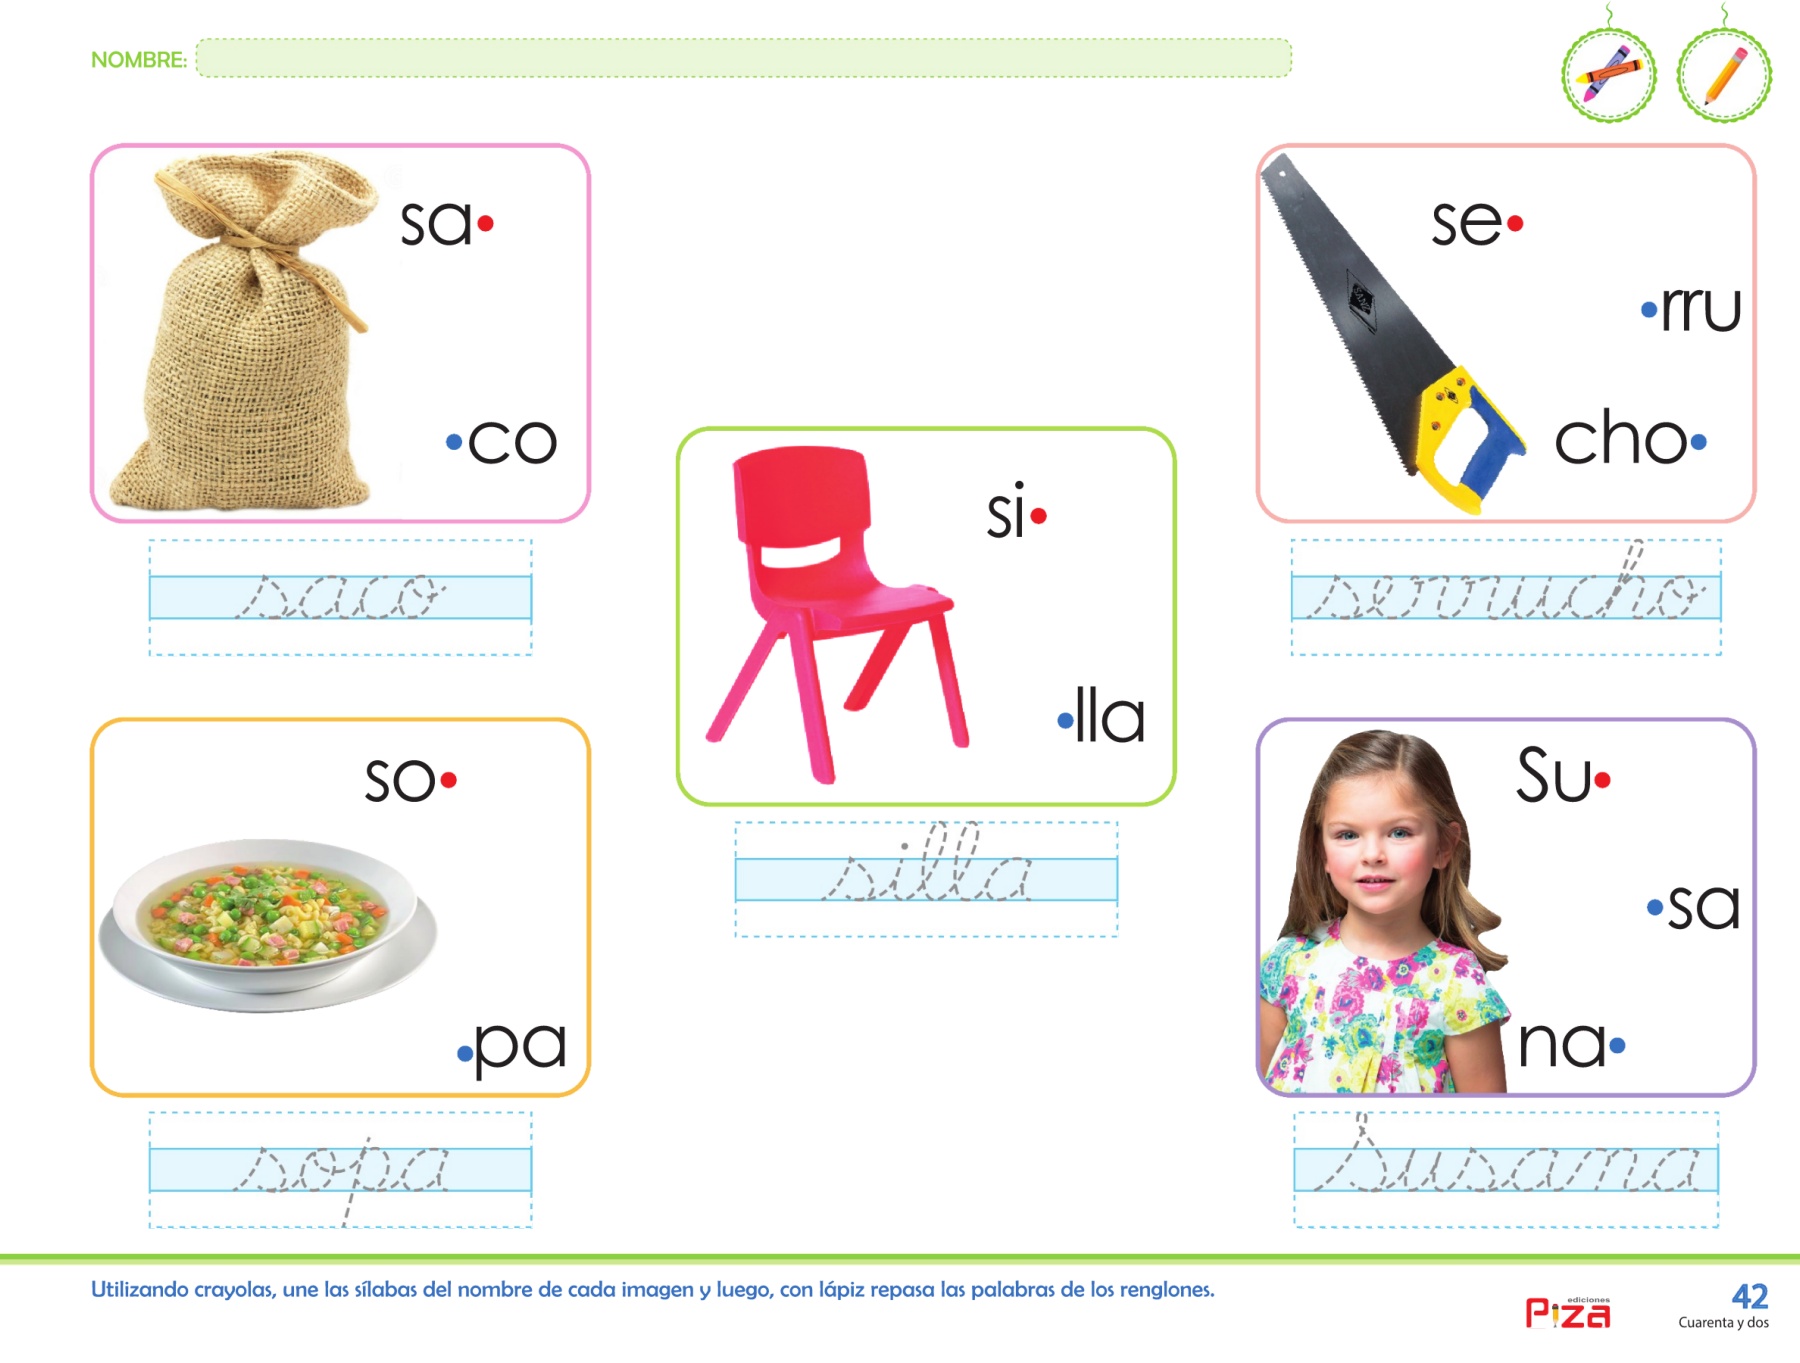 NOMBRE:
sa
co
saco
se
rru
cho
serrucho
si
lla
silla
so
pa
sopa
Su
sa
na
Susana
Utilizando crayolas, une las sílabas del nombre de cada imagen y luego, con lápiz repasa las palabras de los renglones.
ediciones
Piza
42
Cuarenta y dos